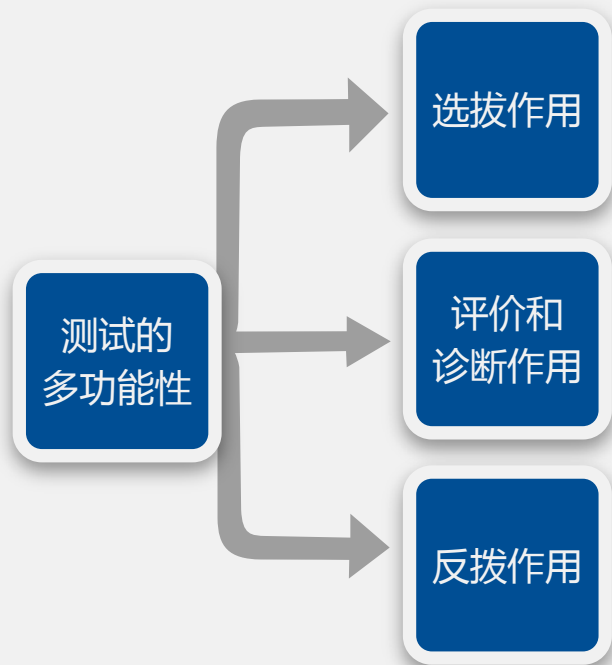 选拔作用
测试的
多功能性
评价和
诊断作用
反拨作用